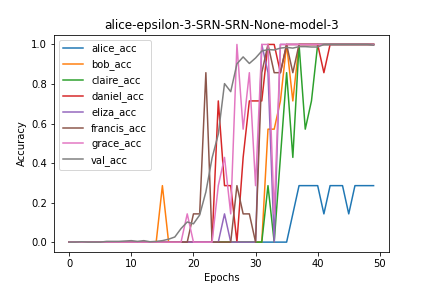 alice-epsilon-3-SRN-SRN-None-model-3
1.0
0.8
0.6
0.4
0.2
0.0
Accuracy
alice_acc
bob_acc
claire_acc
daniel_acc
eliza_acc
francis_acc
grace_acc
val_acc
0 10 20 30 40 50
Epochs